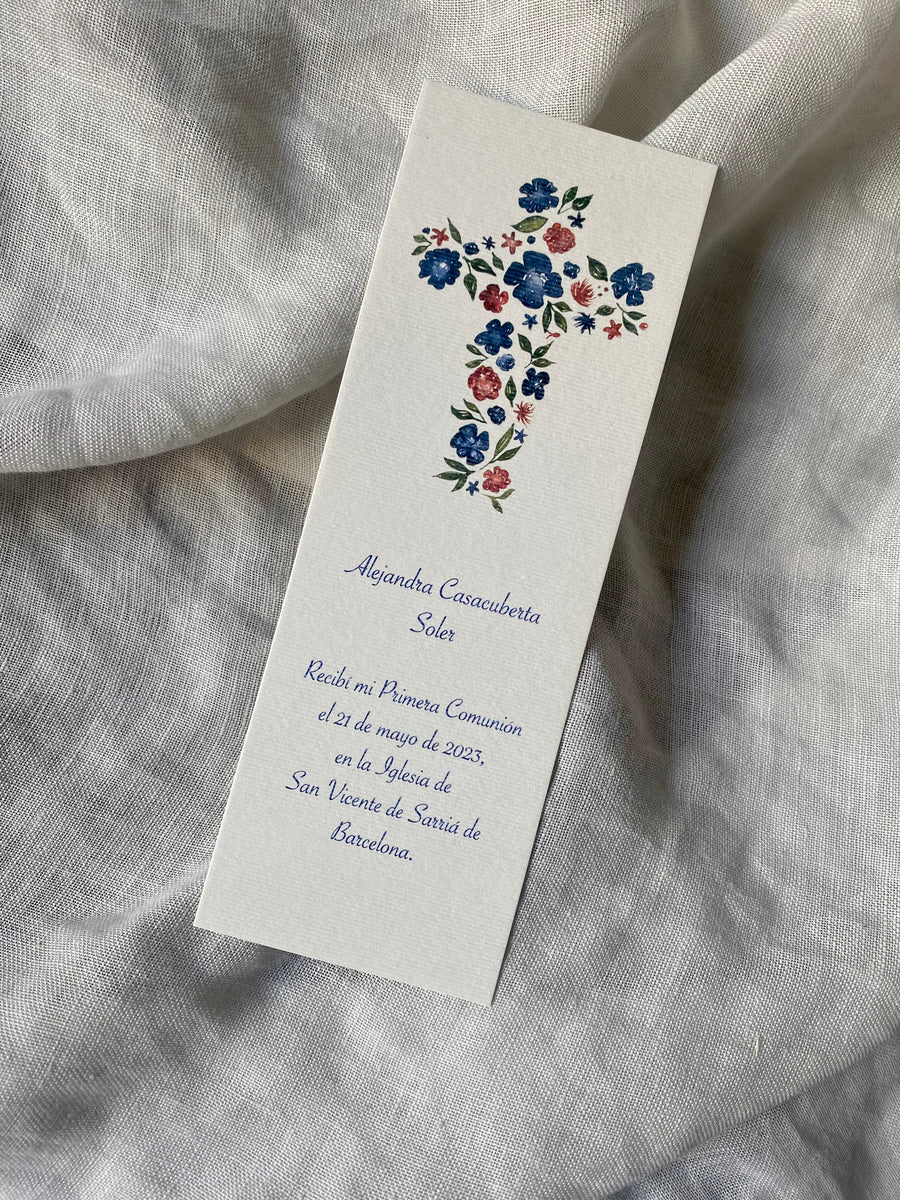 Alejandra Casacuberta
Soler
Recibí mi Primera Comunión
el 21 de mayo de 2023,
en la Iglesia de
San Vicente de Sarriá de
Barcelona.